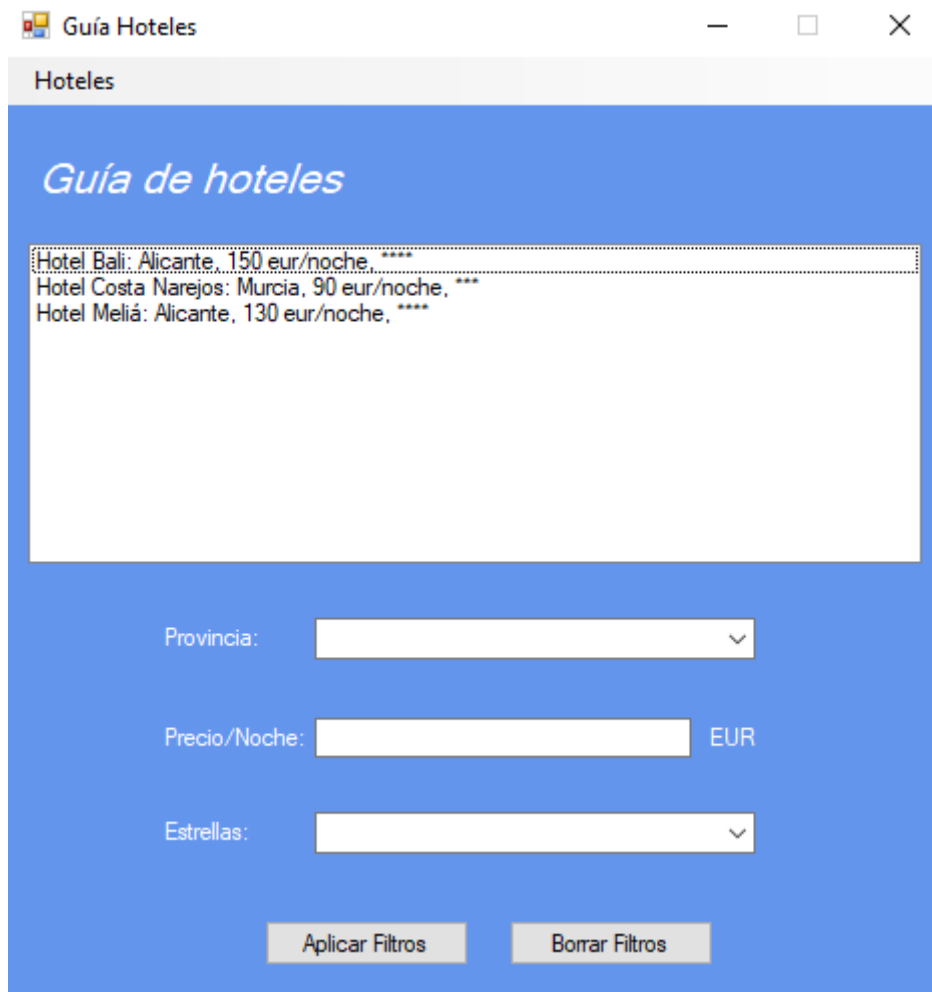 Guía Hoteles
Hoteles
Guía de hoteles
Hotel Bali: Alicante, 150 eur/noche, ****
Hotel Costa Narejos: Murcia, 90 eur/noche, ***
Hotel Meliá: Alicante, 130 eur/noche, ****
Provincia:
Precio/Noche: EUR
Estrellas:
Aplicar Filtros Borrar Filtros